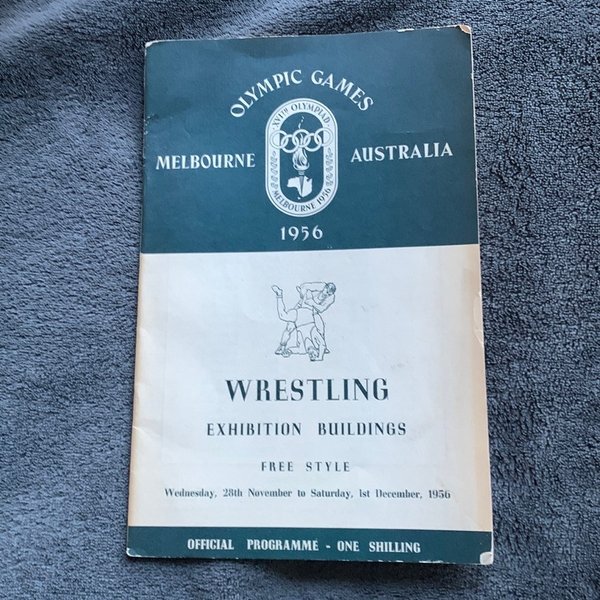 OLYMPIC GAMES
XVITH OLYMPIAD
MELBOURNE 1956
MELBOURNE AUSTRALIA
1956
WRESTLING
EXHIBITION BUILDINGS
FREE STYLE
Wednesday, 28th November to Saturday, 1st December, 1956
OFFICIAL PROGRAMME - ONE SHILLING